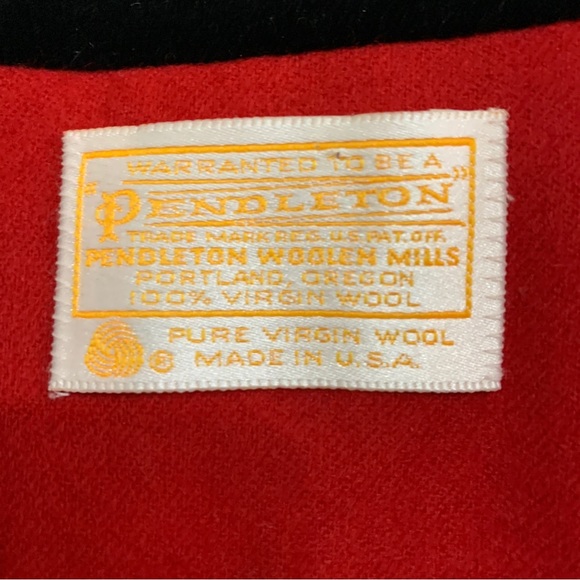 WARRANTED TO BE A
"PENDLETON"
TRADE MARK REG. U.S. PAT. OFF.
PENDLETON WOOLEN MILLS
PORTLAND, OREGON
100% VIRGIN WOOL
® PURE VIRGIN WOOL
MADE IN U.S.A.